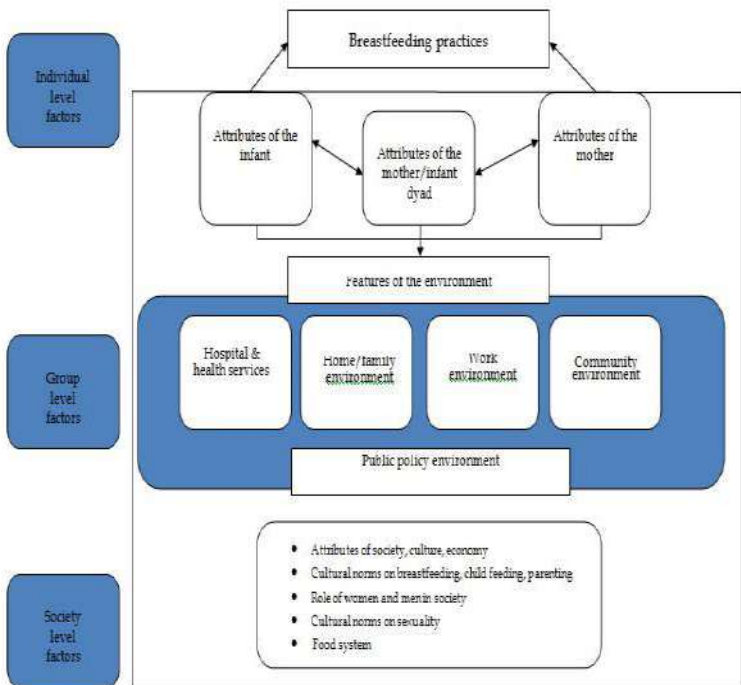 Breastfeeding practices
Individual
level
factors
Attributes of the
infant
Attributes of the
mother/infant
dyad
Attributes of the
mother
Features of the environment
Group
level
factors
Hospital &
health services
Home/family
environment
Work
environment
Community
environment
Public policy environment
Society
level
factors
• Attributes of society, culture, economy
• Cultural norms on breastfeeding, child feeding, parenting
• Role of women and men in society
• Cultural norms on sexuality
• Food system